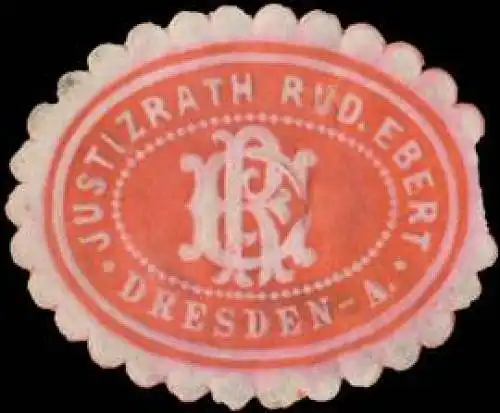 JUSTIZRATH RUD. EBERT
DRESDEN-A.